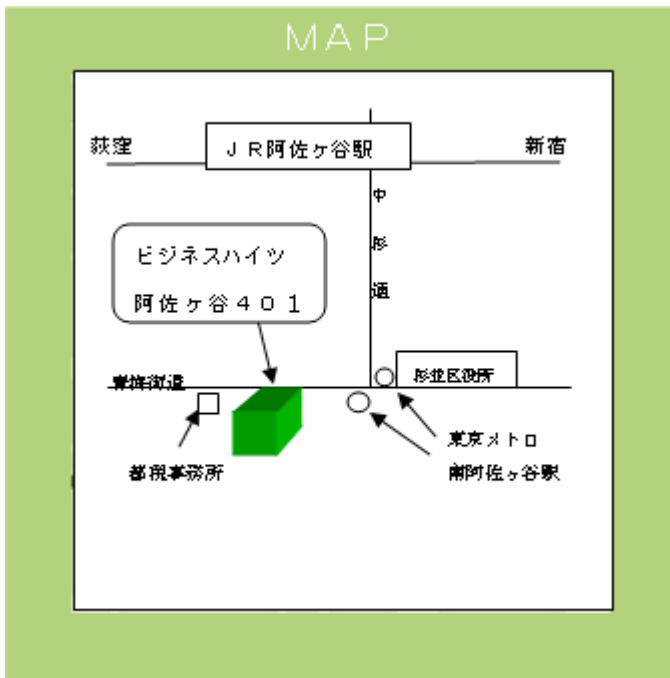 MAP
荻窪
JR阿佐ヶ谷駅
新宿
中杉通
ビジネスハイツ
阿佐ヶ谷401
青梅街道
杉並区役所
都税事務所
東京メトロ
南阿佐ヶ谷駅